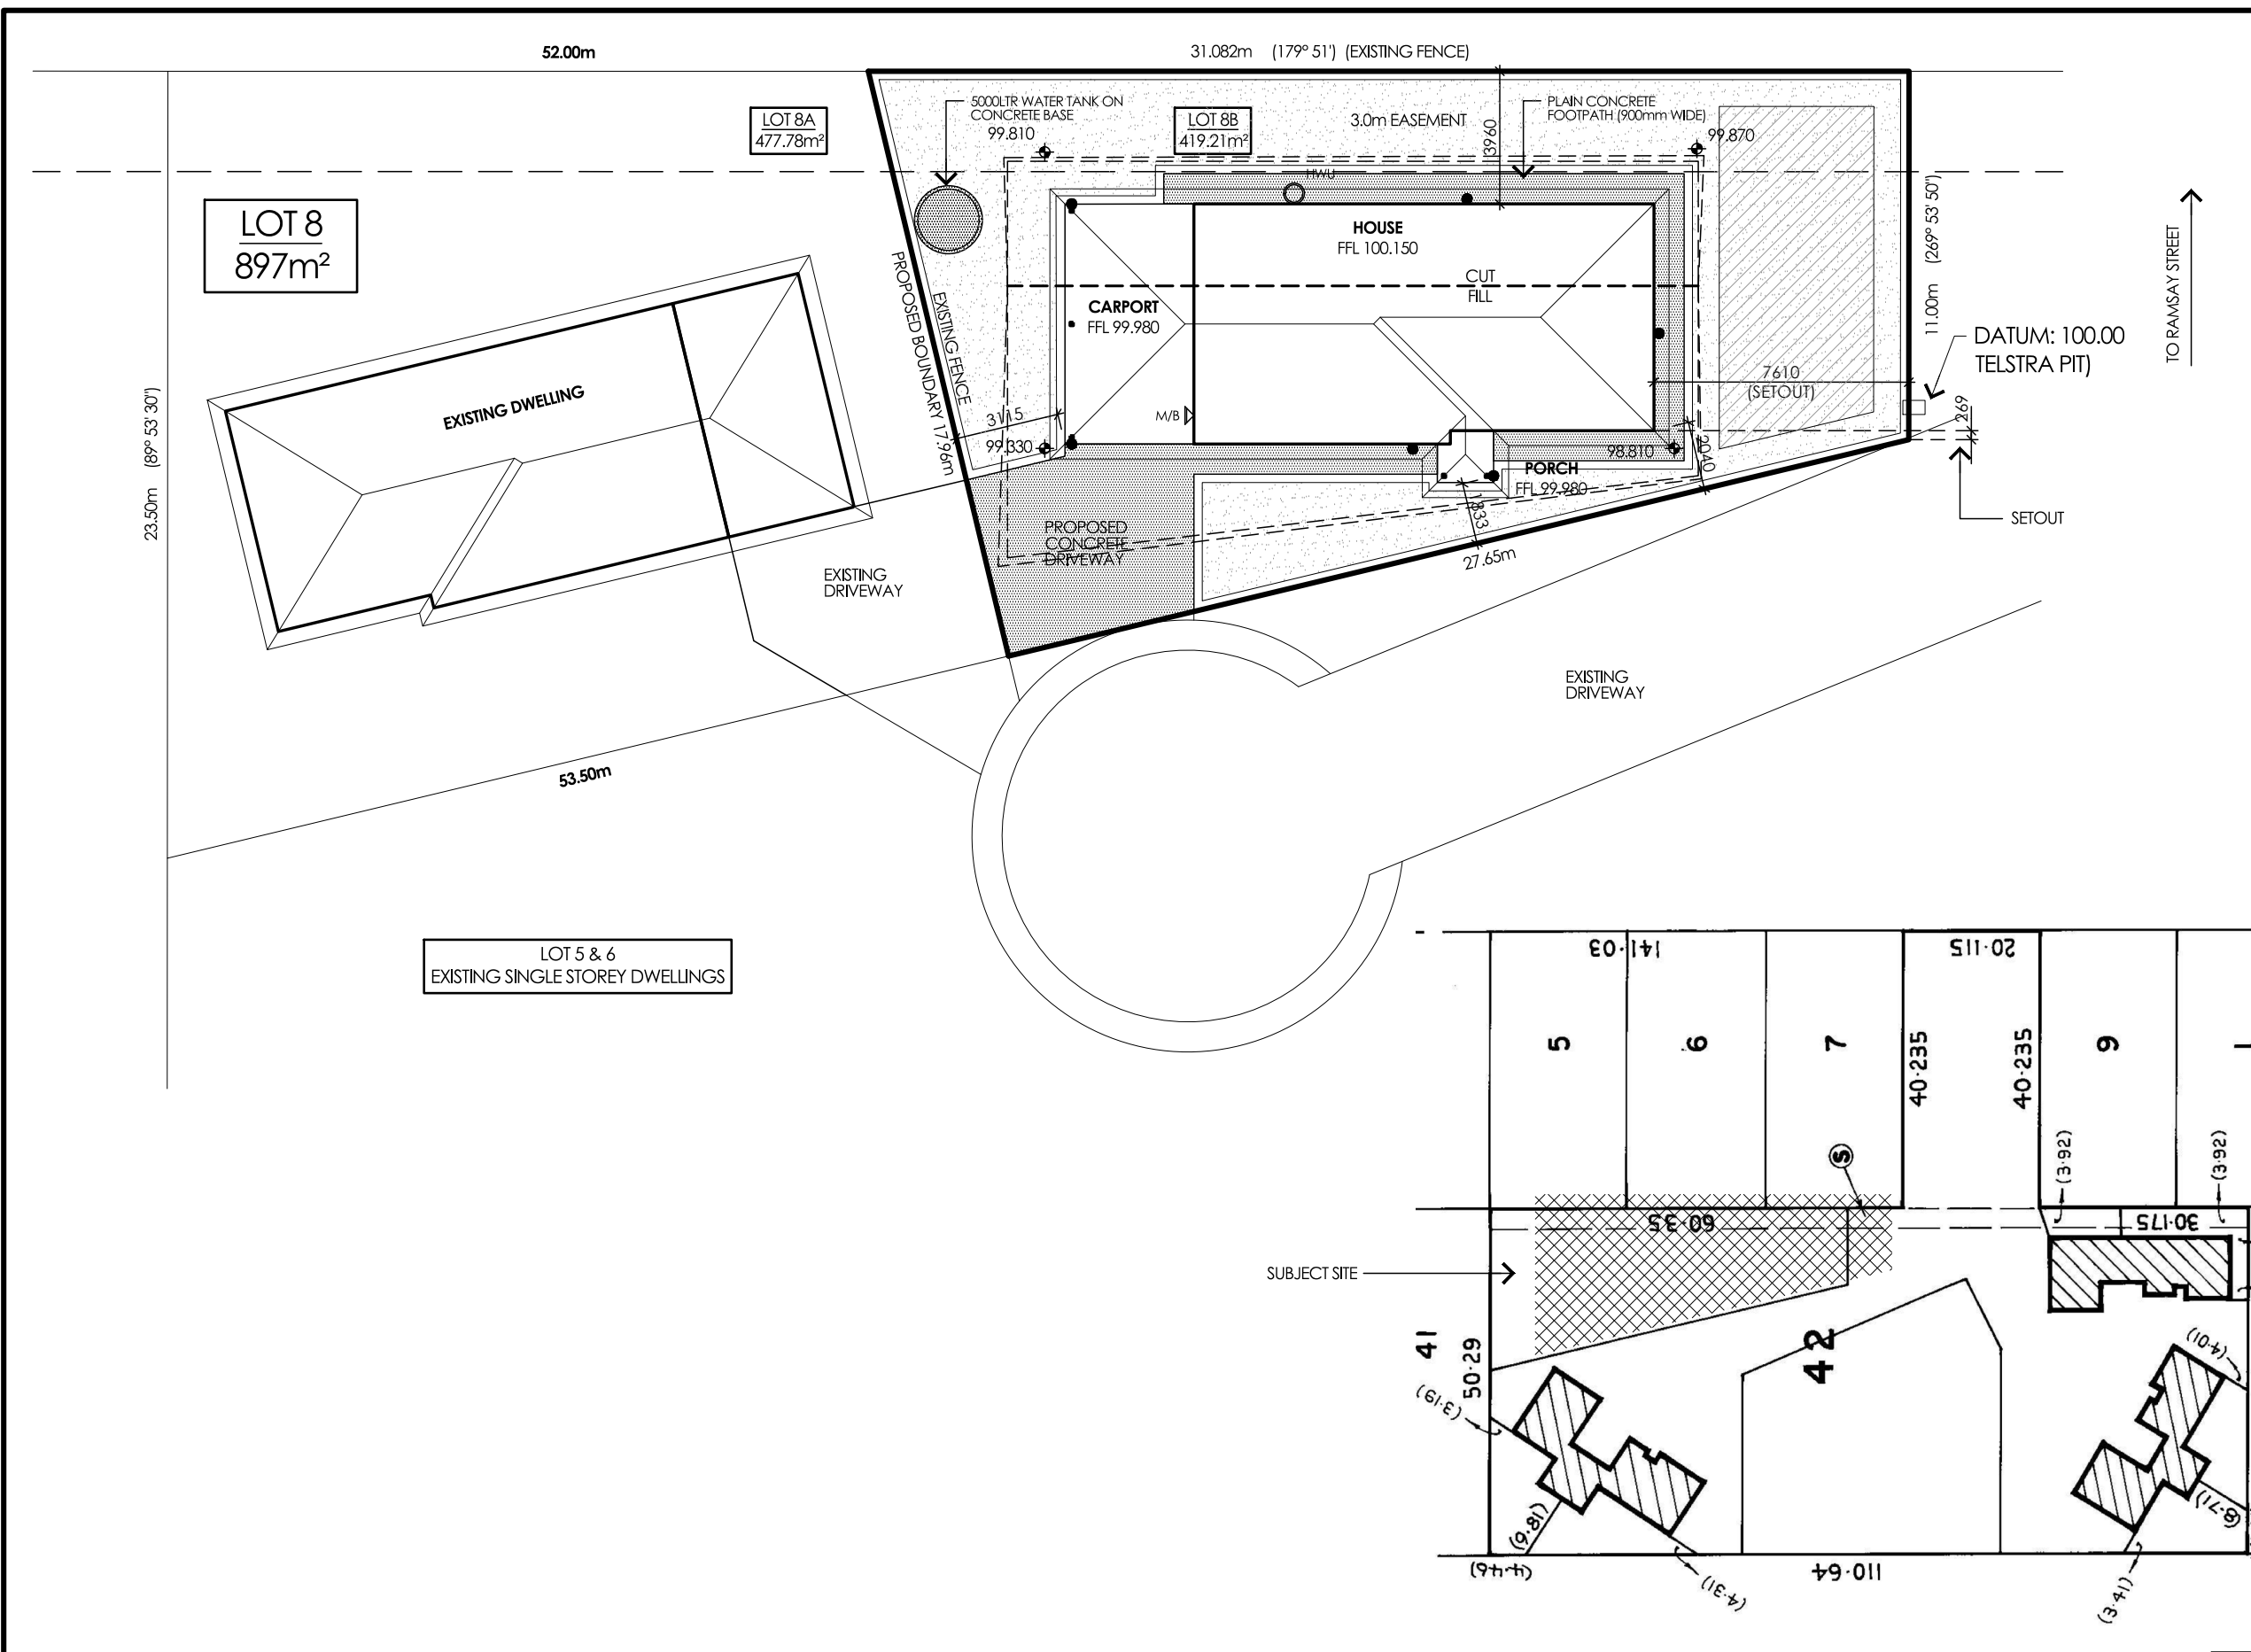 52.00m
31.082m (179° 51') (EXISTING FENCE)
LOT 8A
477.78m²
5000LTR WATER TANK ON
CONCRETE BASE
99.810
LOT 8B
419.21m²
3.0m EASEMENT
3960
PLAIN CONCRETE
FOOTPATH (900mm WIDE)
99.870
LOT 8
897m²
HWU
HOUSE
FFL 100.150
CUT
FILL
CARPORT
FFL 99.980
11.00m (269° 53' 50")
TO RAMSAY STREET
DATUM: 100.00
TELSTRA PIT)
7610
(SETOUT)
269
SETOUT
EXISTING DWELLING
23.50m (89° 53' 30")
PROPOSED BOUNDARY 17.96m
EXISTING FENCE
3115
99.330
M/B
98.810
2040
PORCH
FFL 99.980
1833
27.65m
PROPOSED
CONCRETE
DRIVEWAY
EXISTING
DRIVEWAY
EXISTING
DRIVEWAY
53.50m
LOT 5 & 6
EXISTING SINGLE STOREY DWELLINGS
141·03
20·115
5
6
7
40·235
40·235
9
(3·92)
(3·92)
S
60·35
30·175
SUBJECT SITE
41
50·29
42
(3·19)
(4·01)
(9·81)
(8·71)
(4·46)
(4·31)
110·64
(3·41)